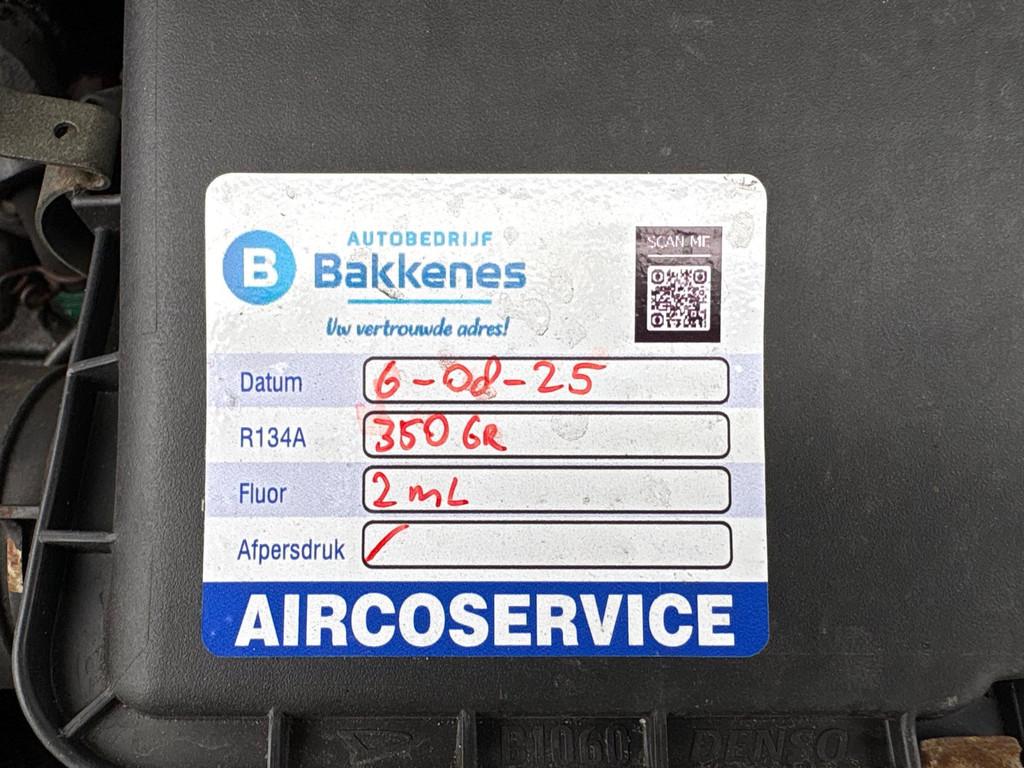 AUTOBEDRIJF
B Bakkenes
Uw vertrouwde adres!
SCAN ME
Datum 6-08-25
R134A 350 GR
Fluor 2 mL
Afpersdruk /
AIRCOSERVICE
B1060 DENSO